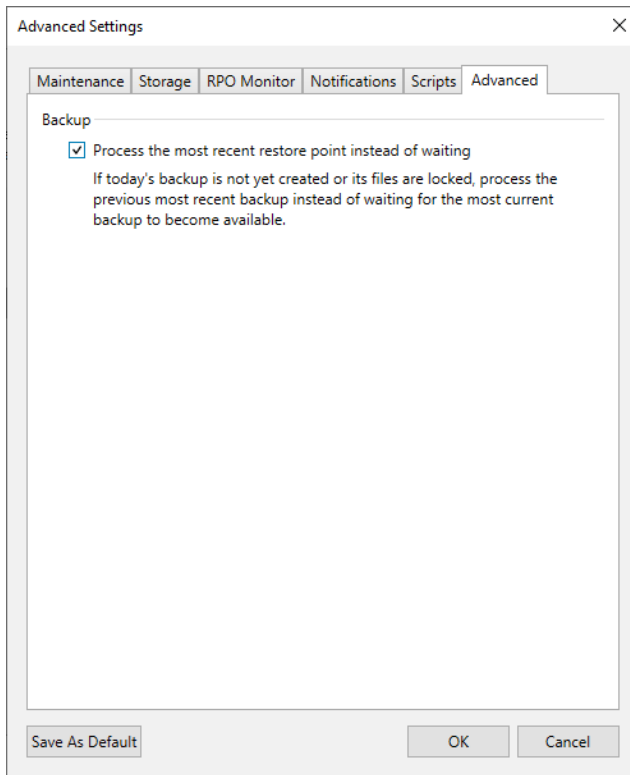 Advanced Settings
Maintenance Storage RPO Monitor Notifications Scripts Advanced
Backup
Process the most recent restore point instead of waiting
If today's backup is not yet created or its files are locked, process the
previous most recent backup instead of waiting for the most current
backup to become available.
Save As Default OK Cancel